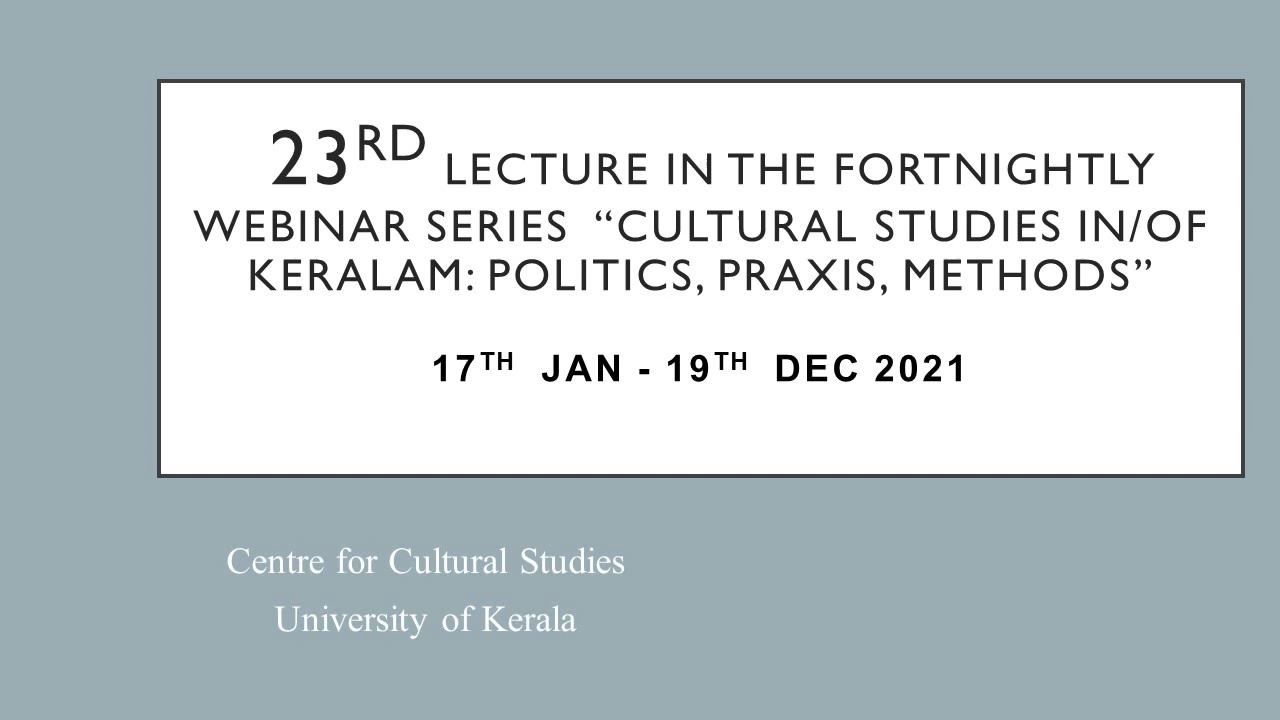 23RD LECTURE IN THE FORTNIGHTLY
WEBINAR SERIES “CULTURAL STUDIES IN/OF
KERALAM: POLITICS, PRAXIS, METHODS”
17TH JAN - 19TH DEC 2021
Centre for Cultural Studies
University of Kerala